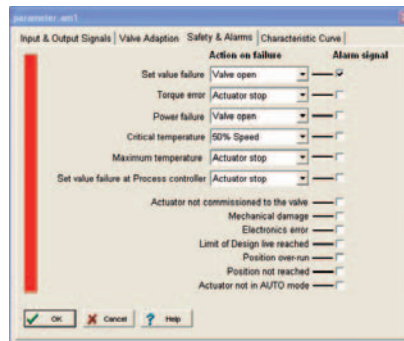 parameter.am1
Input & Output Signals Valve Adaption Safety & Alarms Characteristic Curve
Action on failure Alarm signal
Set value failure Valve open
Torque error Actuator stop
Power failure Valve open
Critical temperature 50% Speed
Maximum temperature Actuator stop
Set value failure at Process controller Actuator stop
Actuator not commissioned to the valve
Mechanical damage
Electronics error
Limit of Design live reached
Position over-run
Position not reached
Actuator not in AUTO mode
OK Cancel Help